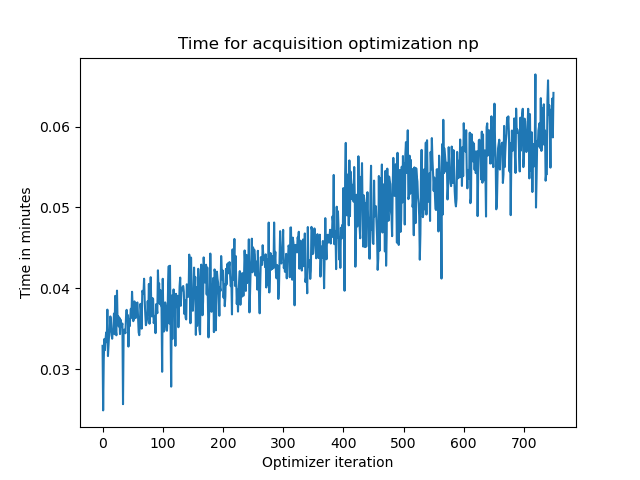 Time for acquisition optimization np
Time in minutes
0.06
0.05
0.04
0.03
0 100 200 300 400 500 600 700
Optimizer iteration